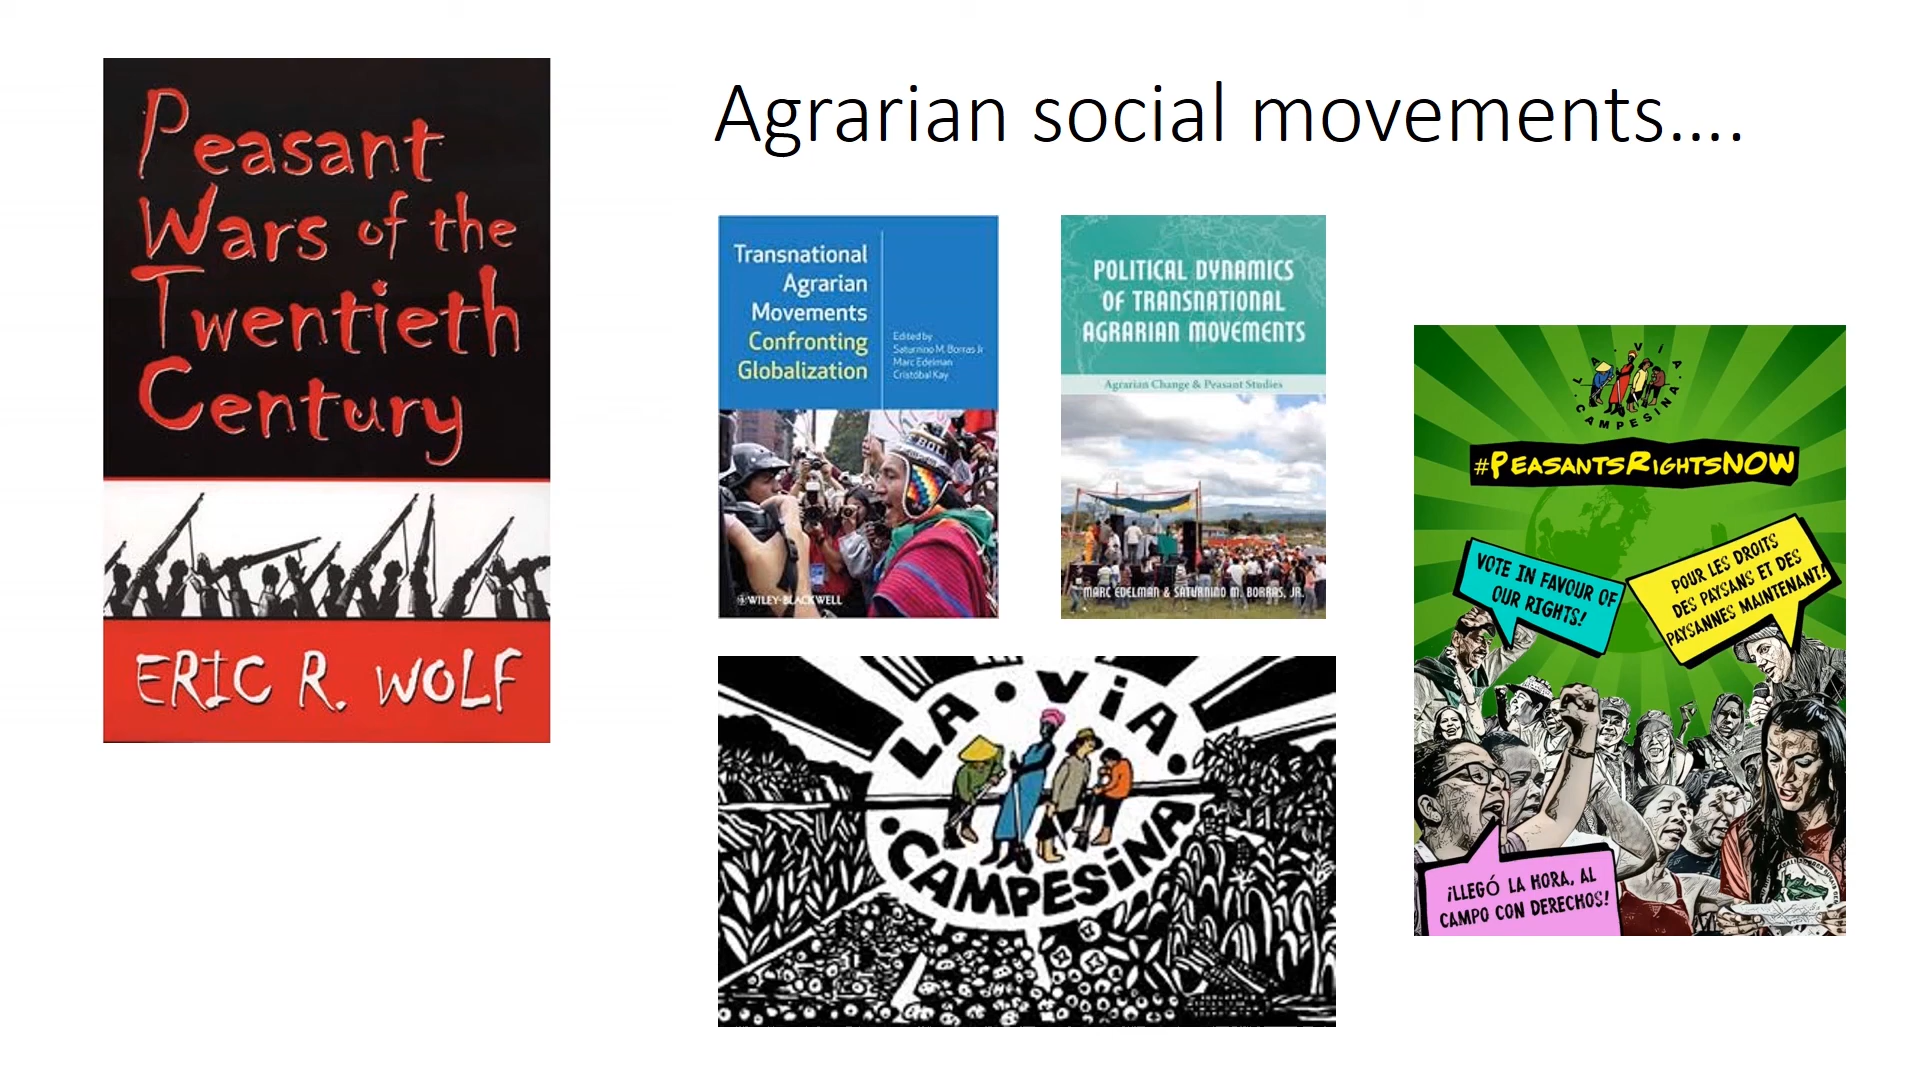 Agrarian social movements....
Peasant
Wars of the
Twentieth
Century
ERIC R. WOLF
Transnational
Agrarian
Movements
Confronting
Globalization
Edited by
Saturnino M. Borras Jr
Marc Edelman
Cristóbal Kay
WILEY-BLACKWELL
POLITICAL DYNAMICS
OF TRANSNATIONAL
AGRARIAN MOVEMENTS
Agrarian Change & Peasant Studies
MARC EDELMAN & SATURNINO M. BORRAS, JR.
LA • ViA •
• CAMPESiNA
LA • ViA •
CAMPESINA
#PEASANTSRIGHTSNOW
VOTE IN FAVOUR OF
OUR RIGHTS!
POUR LES DROITS
DES PAYSANS ET DES
PAYSANNES MAINTENANT!
¡LLEGÓ LA HORA, AL
CAMPO CON DERECHOS!